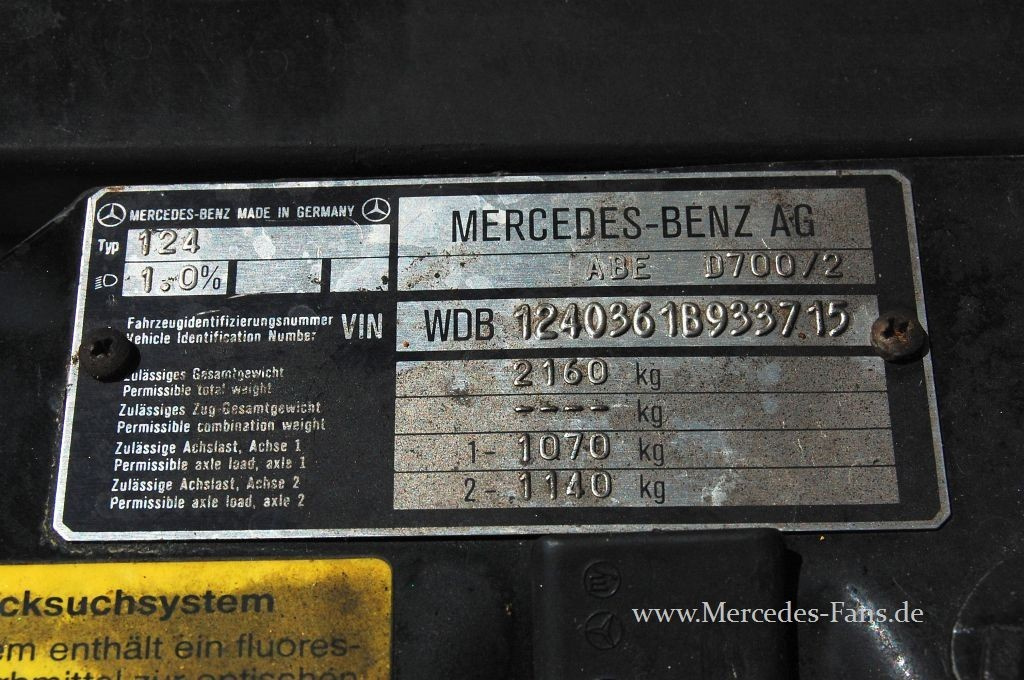 MERCEDES-BENZ MADE IN GERMANY
MERCEDES-BENZ AG
Typ 124
ABE D700/2
1.0%
Fahrzeugidentifizierungsnummer
Vehicle Identification Number
VIN WDB 1240361B933715
Zulässiges Gesamtgewicht
Permissible total weight
2160 kg
Zulässiges Zug-Gesamtgewicht
Permissible combination weight
---- kg
Zulässige Achslast, Achse 1
Permissible axle load, axle 1
1- 1070 kg
Zulässige Achslast, Achse 2
Permissible axle load, axle 2
2- 1140 kg
cksuchsystem
em enthält ein fluores-
www.Mercedes-Fans.de